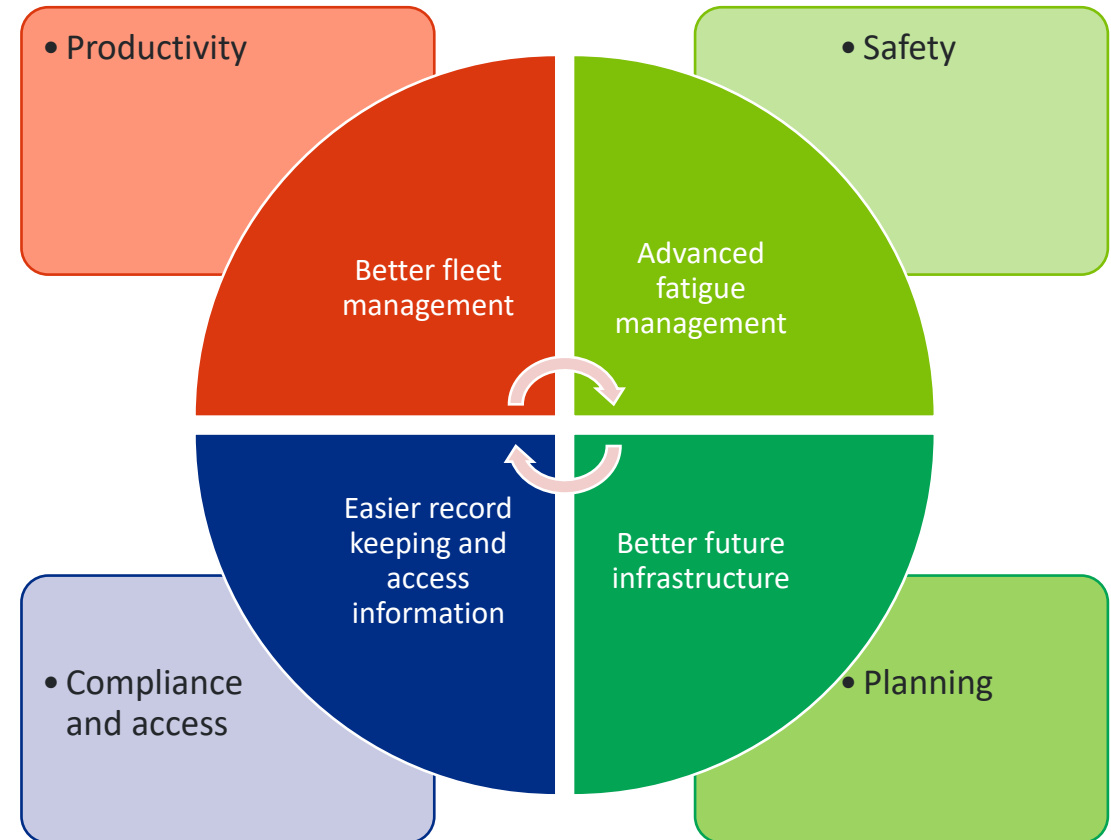 • Productivity
• Safety
Better fleet
management
Advanced
fatigue
management
Easier record
keeping and
access
information
Better future
infrastructure
• Compliance
and access
• Planning